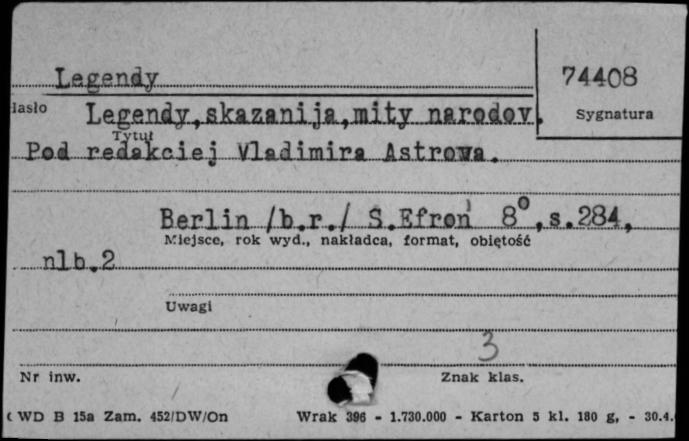 Legendy
74408
Hasło
Legendy,skazanija,mity narodov.
Sygnatura
Tytuł
Pod redakciej Vladimira Astrowa.
Berlin /b.r./ S.Efron' 8°,s.284,
Miejsce, rok wyd., nakładca, format, obiętość
nlb.2
Uwagi
3
Nr inw.
Znak klas.
WD B 15a Zam. 452/DW/On
Wrak 396 - 1.730.000 - Karton 5 kl. 180 g, - 30.4.